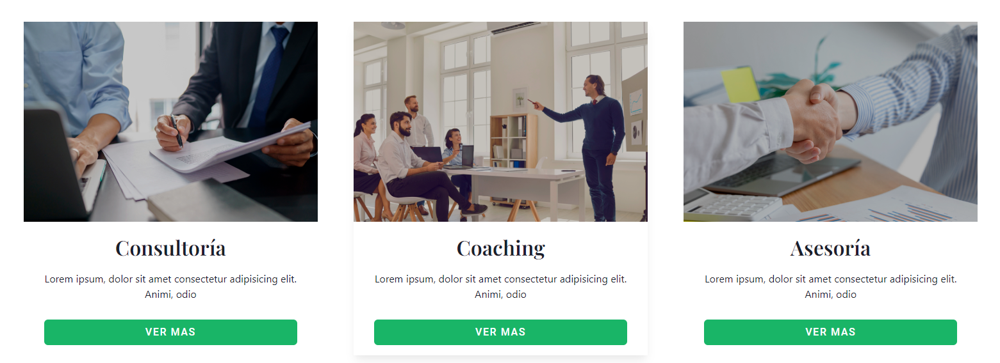 Consultoría
Lorem ipsum, dolor sit amet consectetur adipisicing elit.
Animi, odio
VER MAS
Coaching
Lorem ipsum, dolor sit amet consectetur adipisicing elit.
Animi, odio
VER MAS
Asesoría
Lorem ipsum, dolor sit amet consectetur adipisicing elit.
Animi, odio
VER MAS